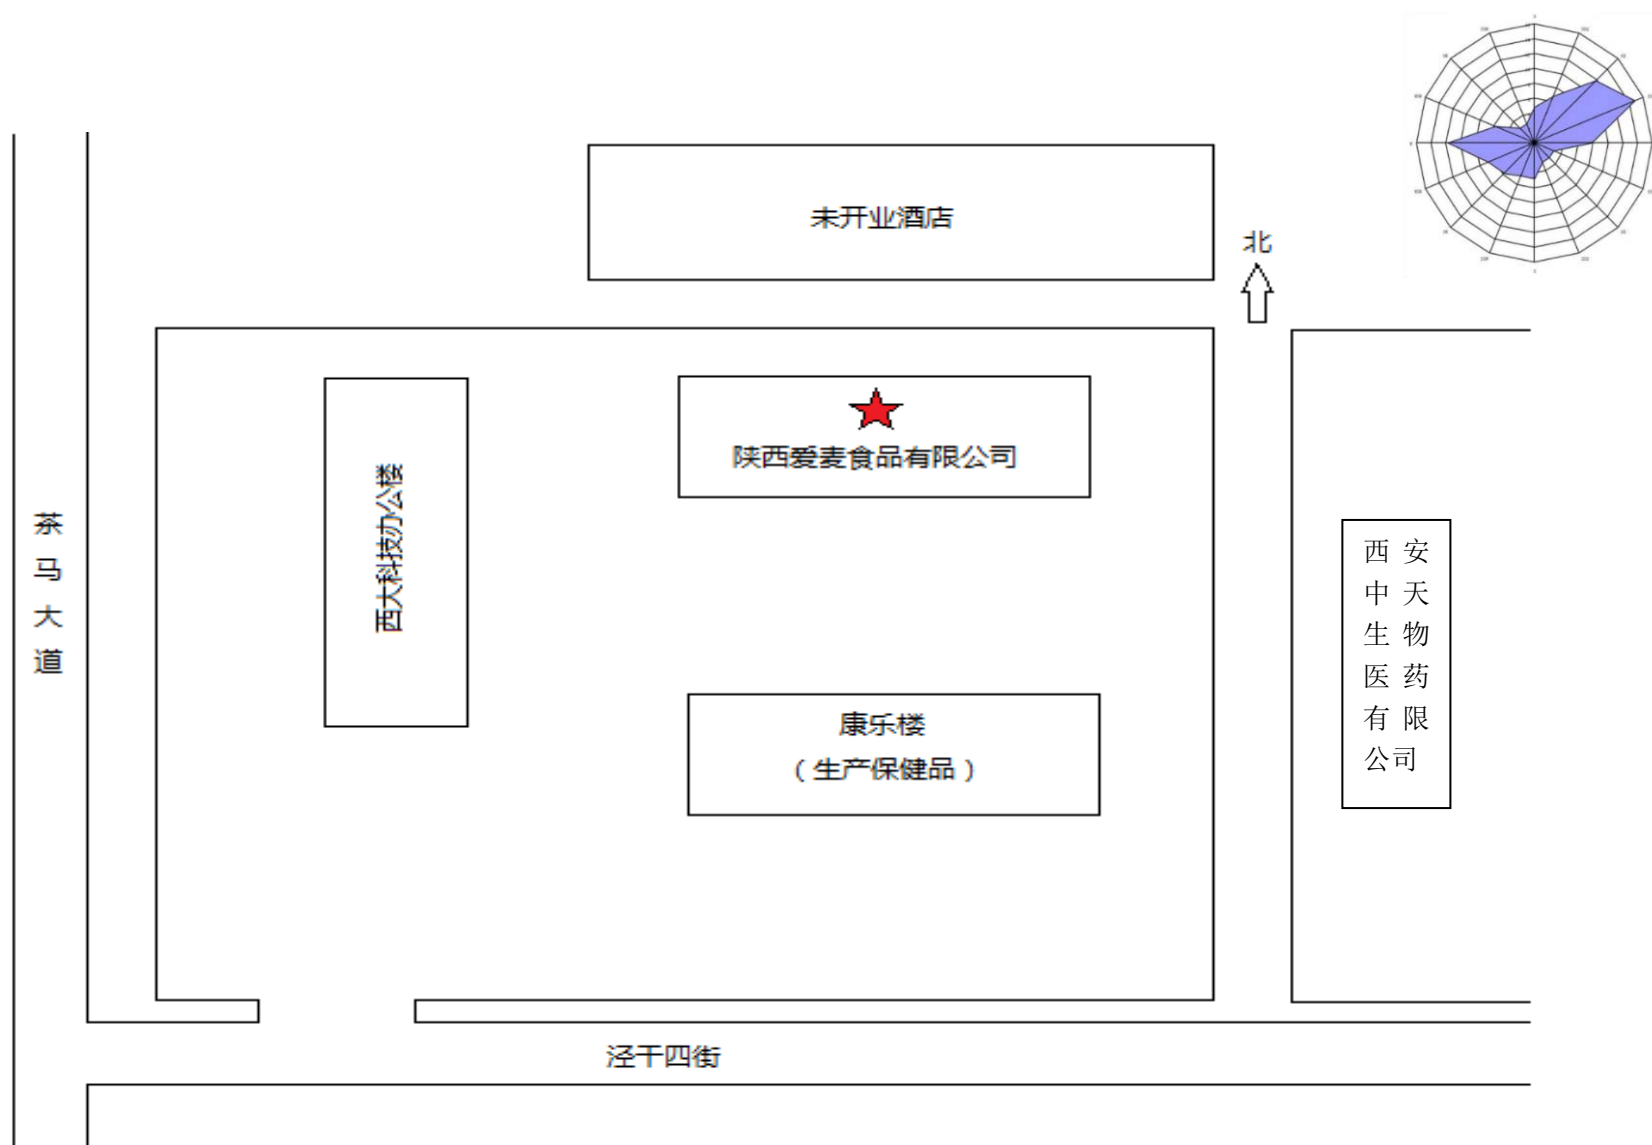 未开业酒店
北
陕西爱麦食品有限公司
西大科技办公楼
茶马大道
西安
中天
生物
医药
有限
公司
康乐楼
（生产保健品）
泾干四街